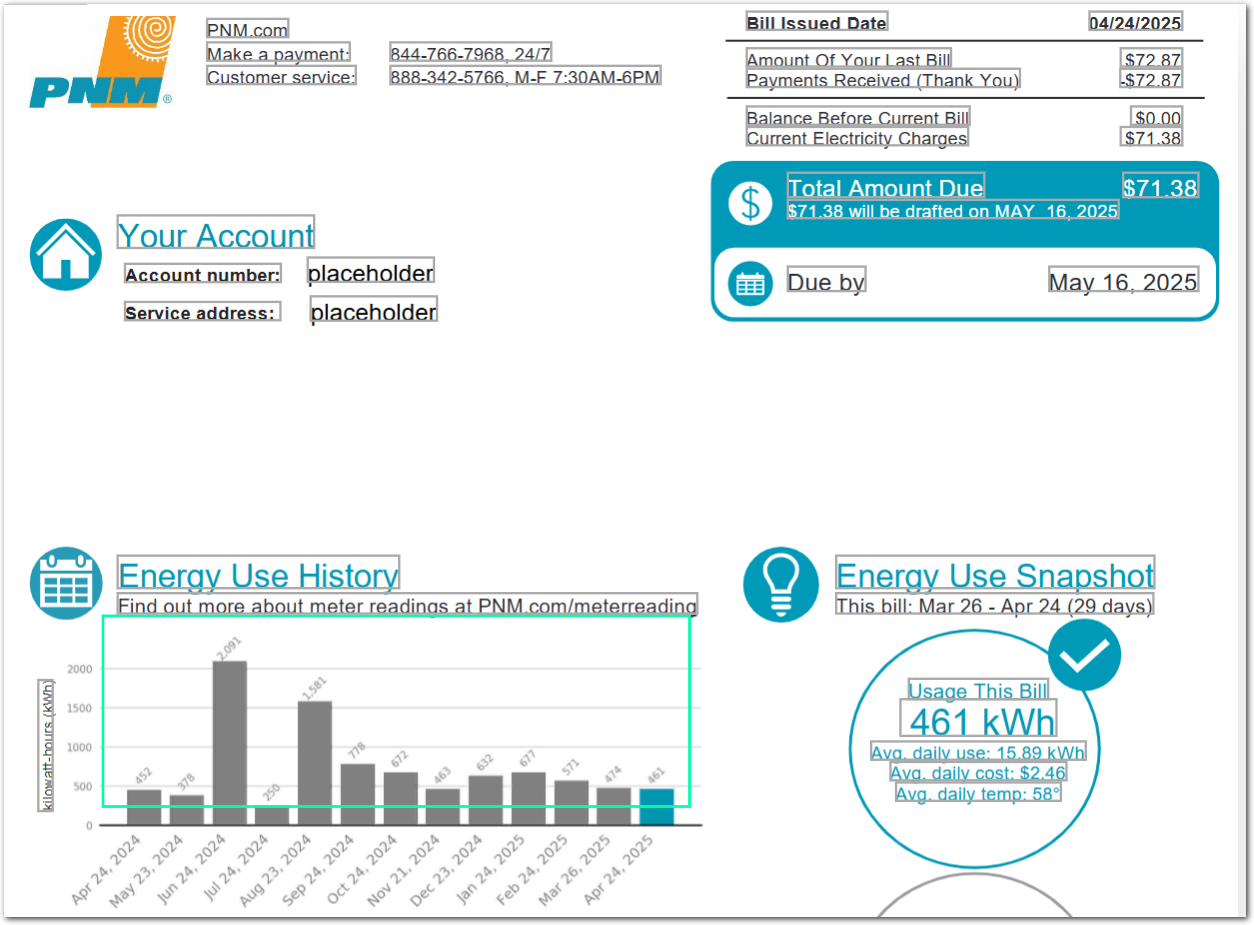 PNM®
PNM.com
Make a payment: 844-766-7968, 24/7
Customer service: 888-342-5766, M-F 7:30AM-6PM
Bill Issued Date 04/24/2025
Amount Of Your Last Bill $72.87
Payments Received (Thank You) -$72.87
Balance Before Current Bill $0.00
Current Electricity Charges $71.38
$
Total Amount Due $71.38
$71.38 will be drafted on MAY 16, 2025
Due by May 16, 2025
Your Account
Account number: placeholder
Service address: placeholder
Energy Use History
Find out more about meter readings at PNM.com/meterreading
kilowatt-hours (kWh)
2000
1500
1000
500
0
452 378 2,091 250 1,581 778 672 463 632 677 571 474 461
Apr 24, 2024
May 23, 2024
Jun 24, 2024
Jul 24, 2024
Aug 23, 2024
Sep 24, 2024
Oct 24, 2024
Nov 21, 2024
Dec 23, 2024
Jan 24, 2025
Feb 24, 2025
Mar 26, 2025
Apr 24, 2025
Energy Use Snapshot
This bill: Mar 26 - Apr 24 (29 days)
Usage This Bill
461 kWh
Avg. daily use: 15.89 kWh
Avg. daily cost: $2.46
Avg. daily temp: 58°